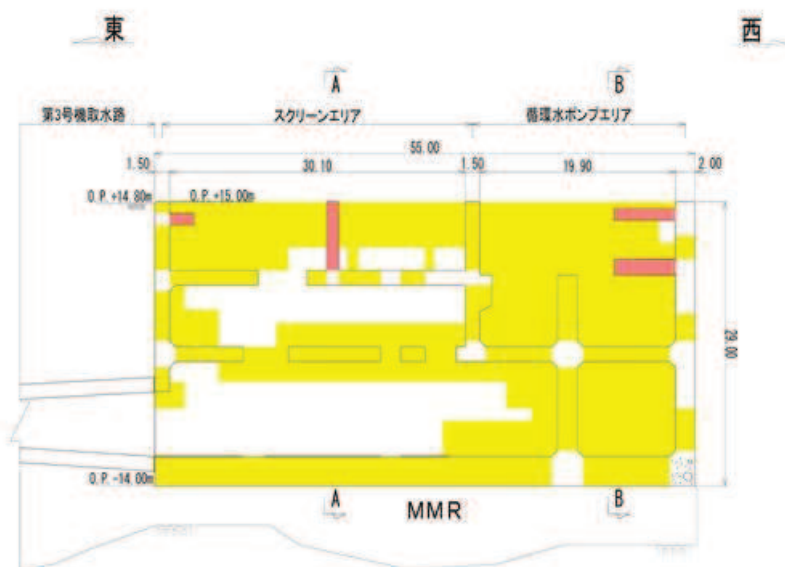 東 西
A B
第3号機取水路 スクリーンエリア 循環水ポンプエリア
55.00
1.50 30.10 1.50 19.90 2.00
O.P.+14.80m O.P.+15.00m
29.00
O.P.-14.00m
A MMR B